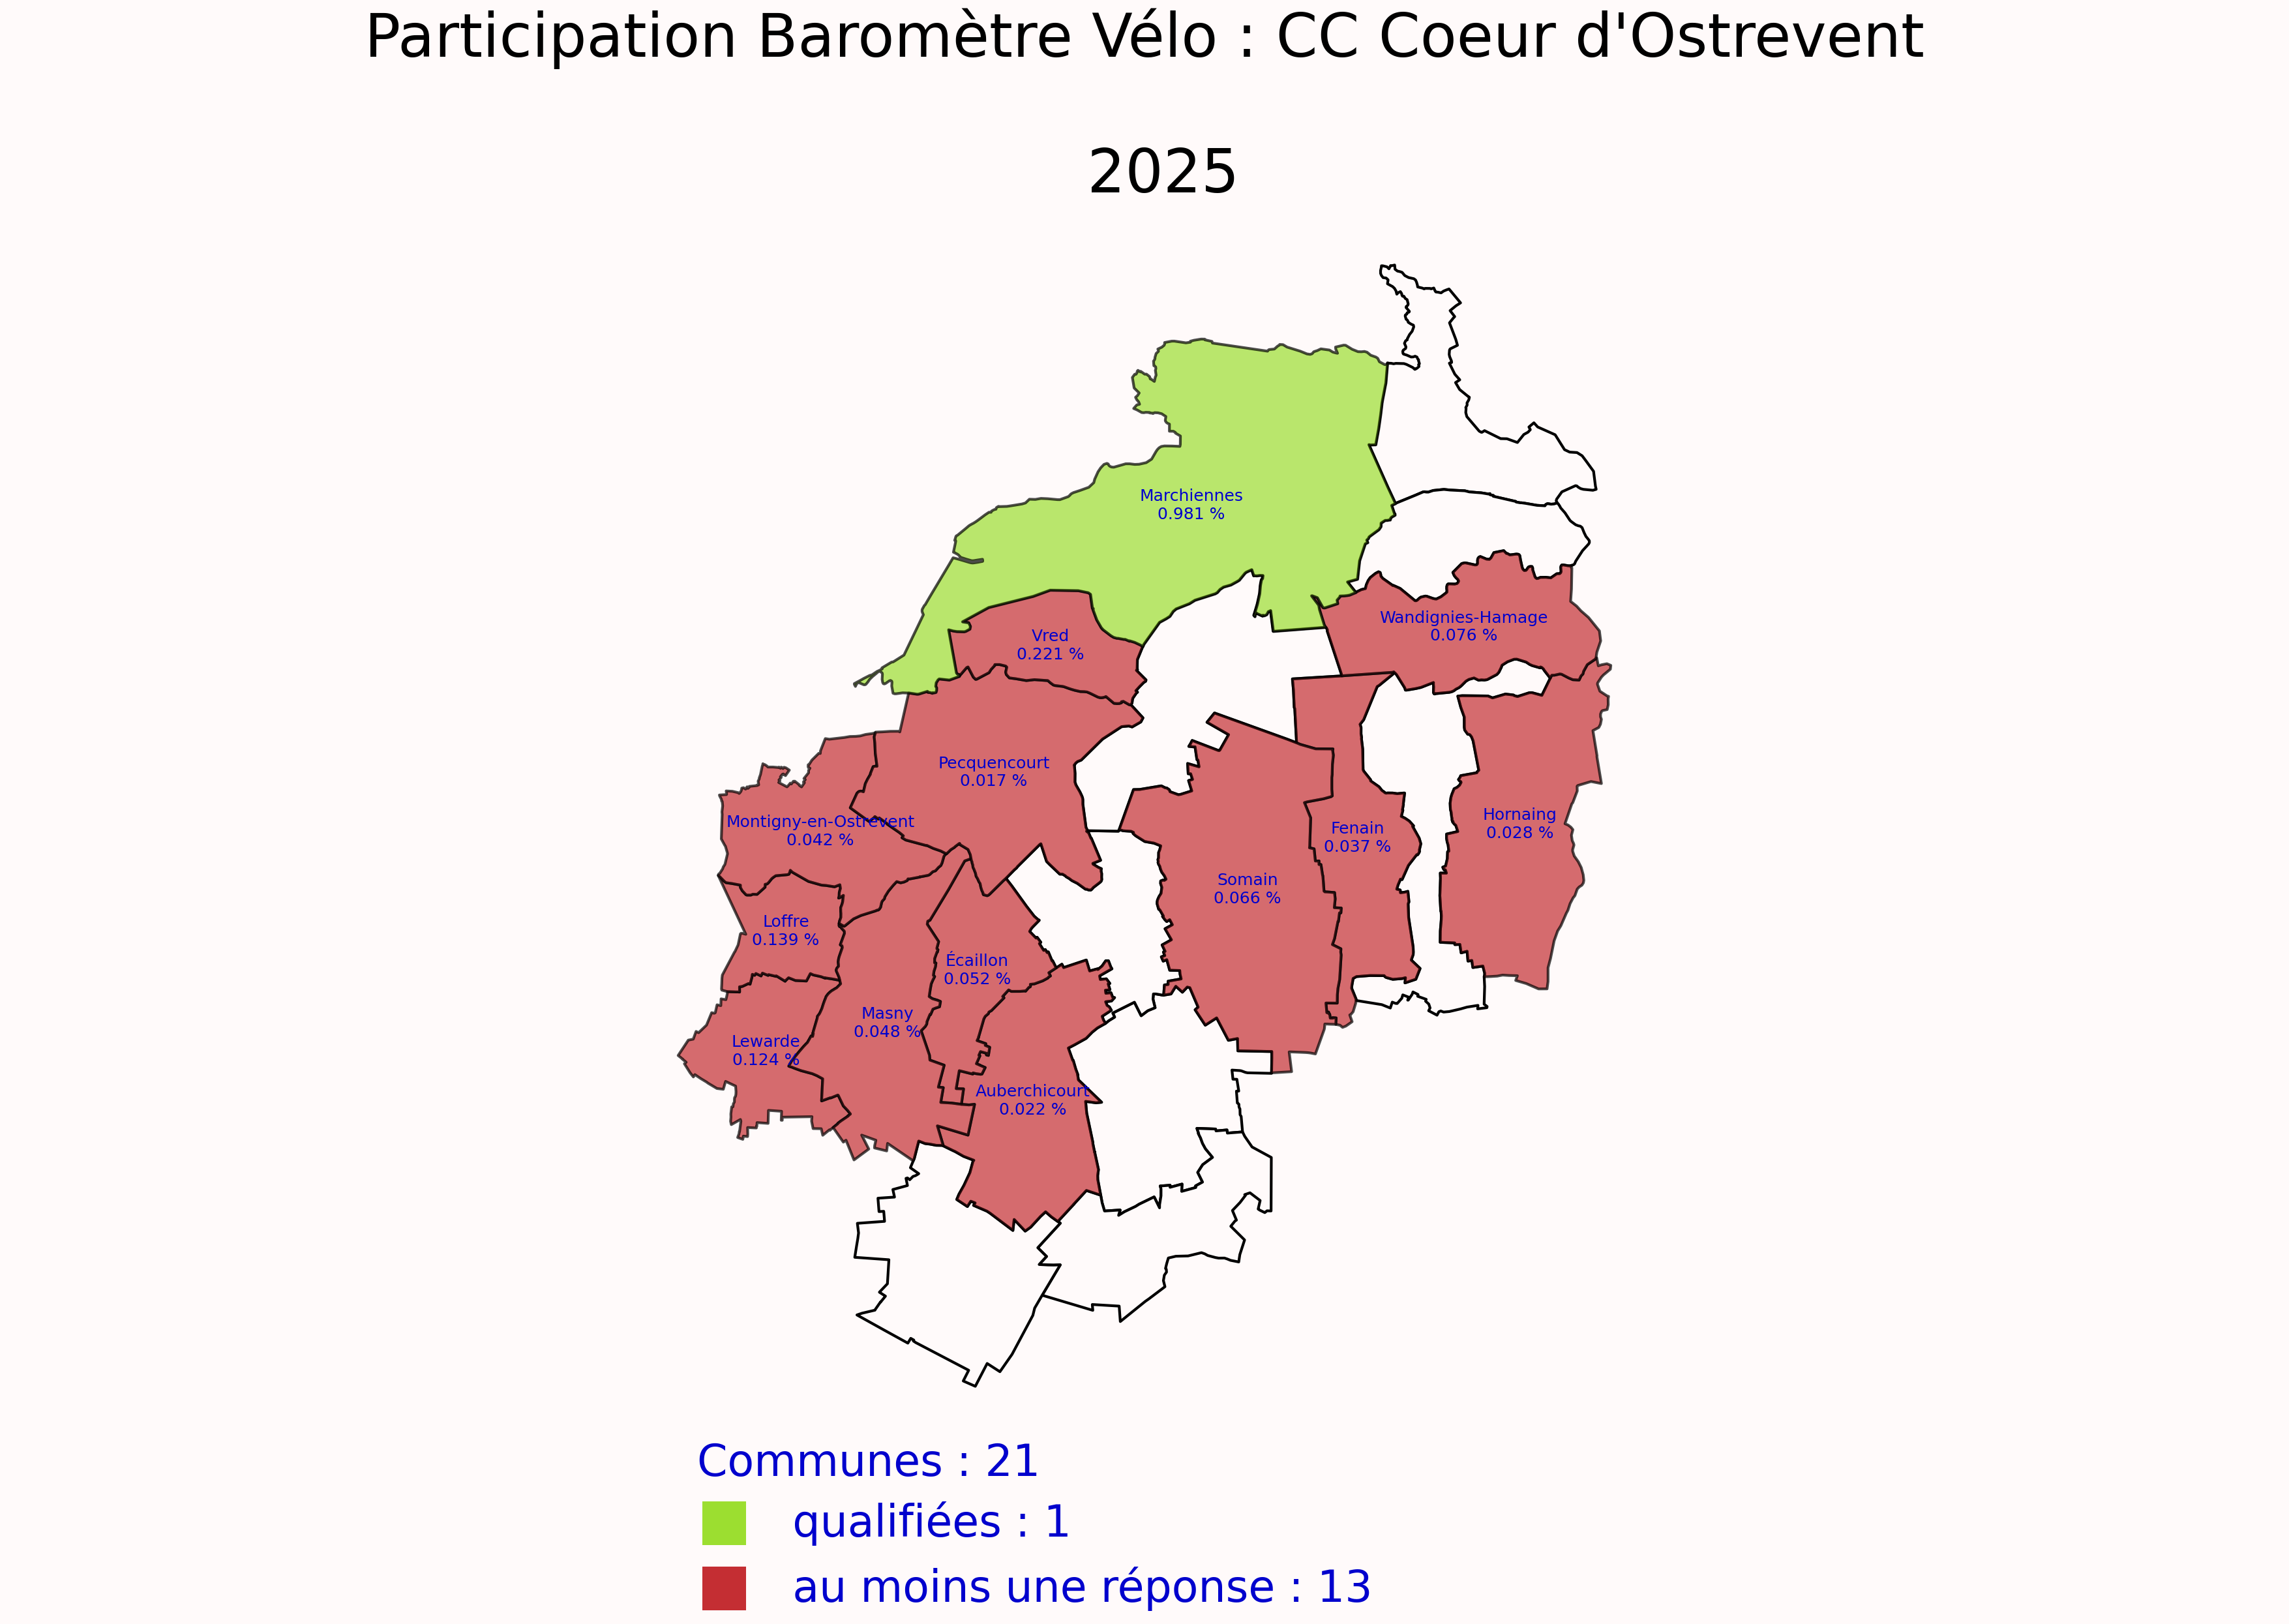 Participation Baromètre Vélo : CC Coeur d'Ostrevent
2025
Marchiennes
0.981 %
Wandignies-Hamage
0.076 %
Vred
0.221 %
Pecquencourt
0.017 %
Montigny-en-Ostrevent
0.042 %
Hornaing
0.028 %
Fenain
0.037 %
Somain
0.066 %
Loffre
0.139 %
Écaillon
0.052 %
Masny
0.048 %
Lewarde
0.124 %
Auberchicourt
0.022 %
Communes : 21
qualifiées : 1
au moins une réponse : 13